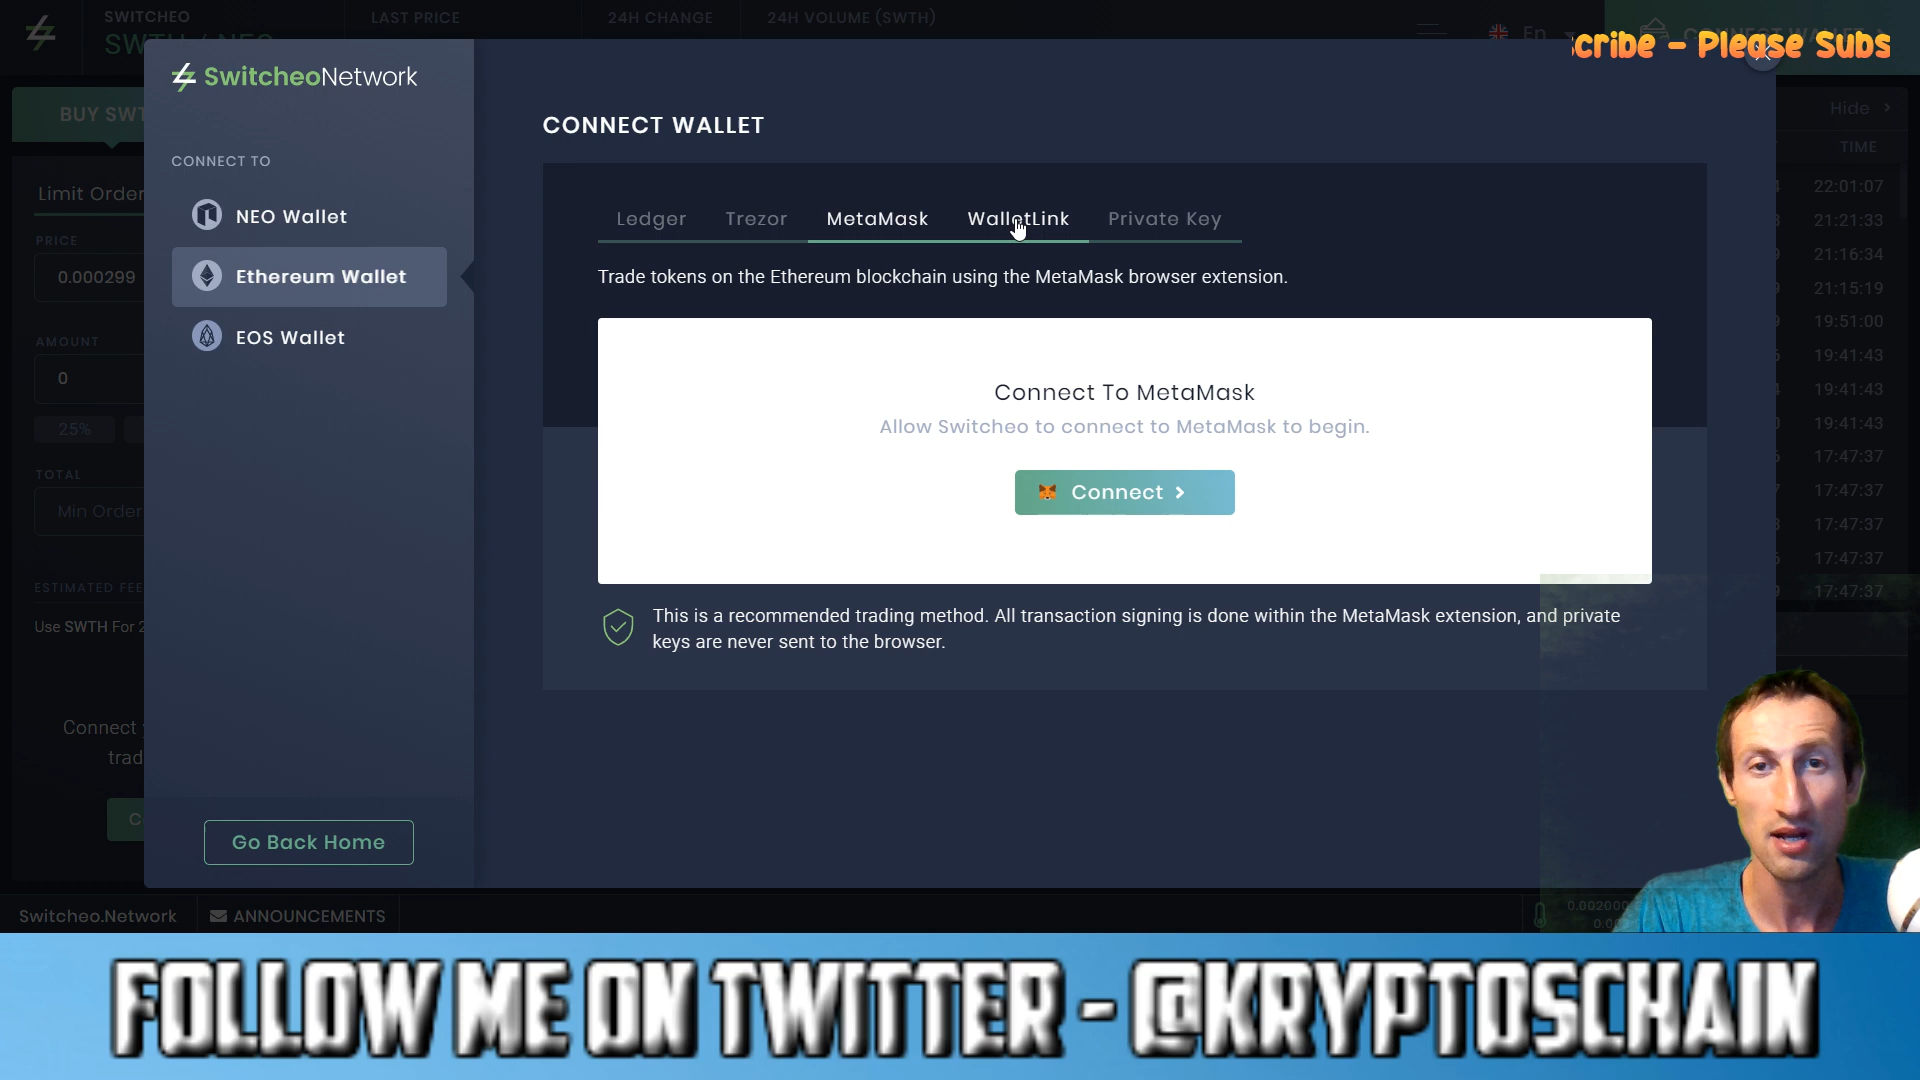 SWITCHEO
LAST PRICE
24H CHANGE
24H VOLUME (SWTH)
SWTH / NEO
En
cribe - Please Subs
BUY SWT
Hide
TIME
SwitcheoNetwork
CONNECT TO
NEO Wallet
Ethereum Wallet
EOS Wallet
Go Back Home
Limit Order
PRICE
0.000299
AMOUNT
0
25%
TOTAL
Min Order
ESTIMATED FEE
Use SWTH For 2
Connect
trad
C
CONNECT WALLET
Ledger
Trezor
MetaMask
WalletLink
Private Key
Trade tokens on the Ethereum blockchain using the MetaMask browser extension.
Connect To MetaMask
Allow Switcheo to connect to MetaMask to begin.
Connect
This is a recommended trading method. All transaction signing is done within the MetaMask extension, and private
keys are never sent to the browser.
22:01:07
21:21:33
21:16:34
21:15:19
19:51:00
19:41:43
19:41:43
19:41:43
17:47:37
17:47:37
17:47:37
17:47:37
17:47:37
Switcheo.Network
ANNOUNCEMENTS
FOLLOW ME ON TWITTER - @KRYPTOSCHAIN